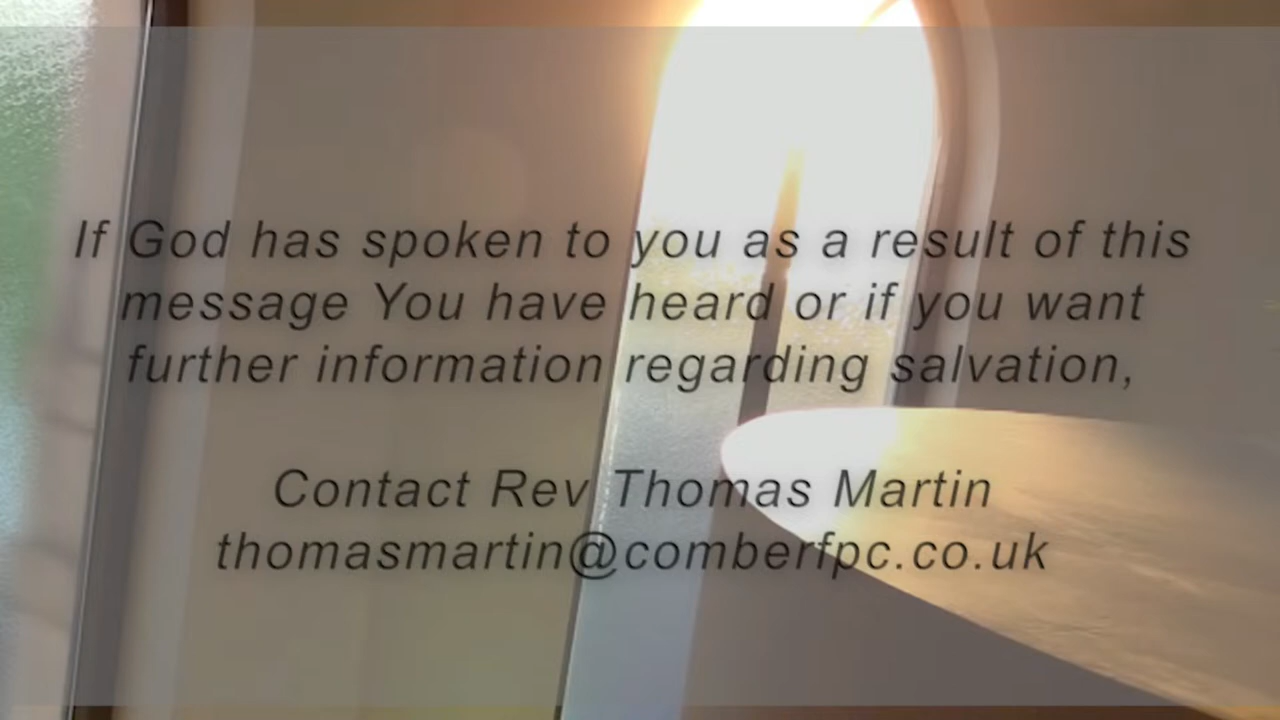 If God has spoken to you as a result of this
message You have heard or if you want
further information regarding salvation,
Contact Rev Thomas Martin
thomasmartin@comberfpc.co.uk